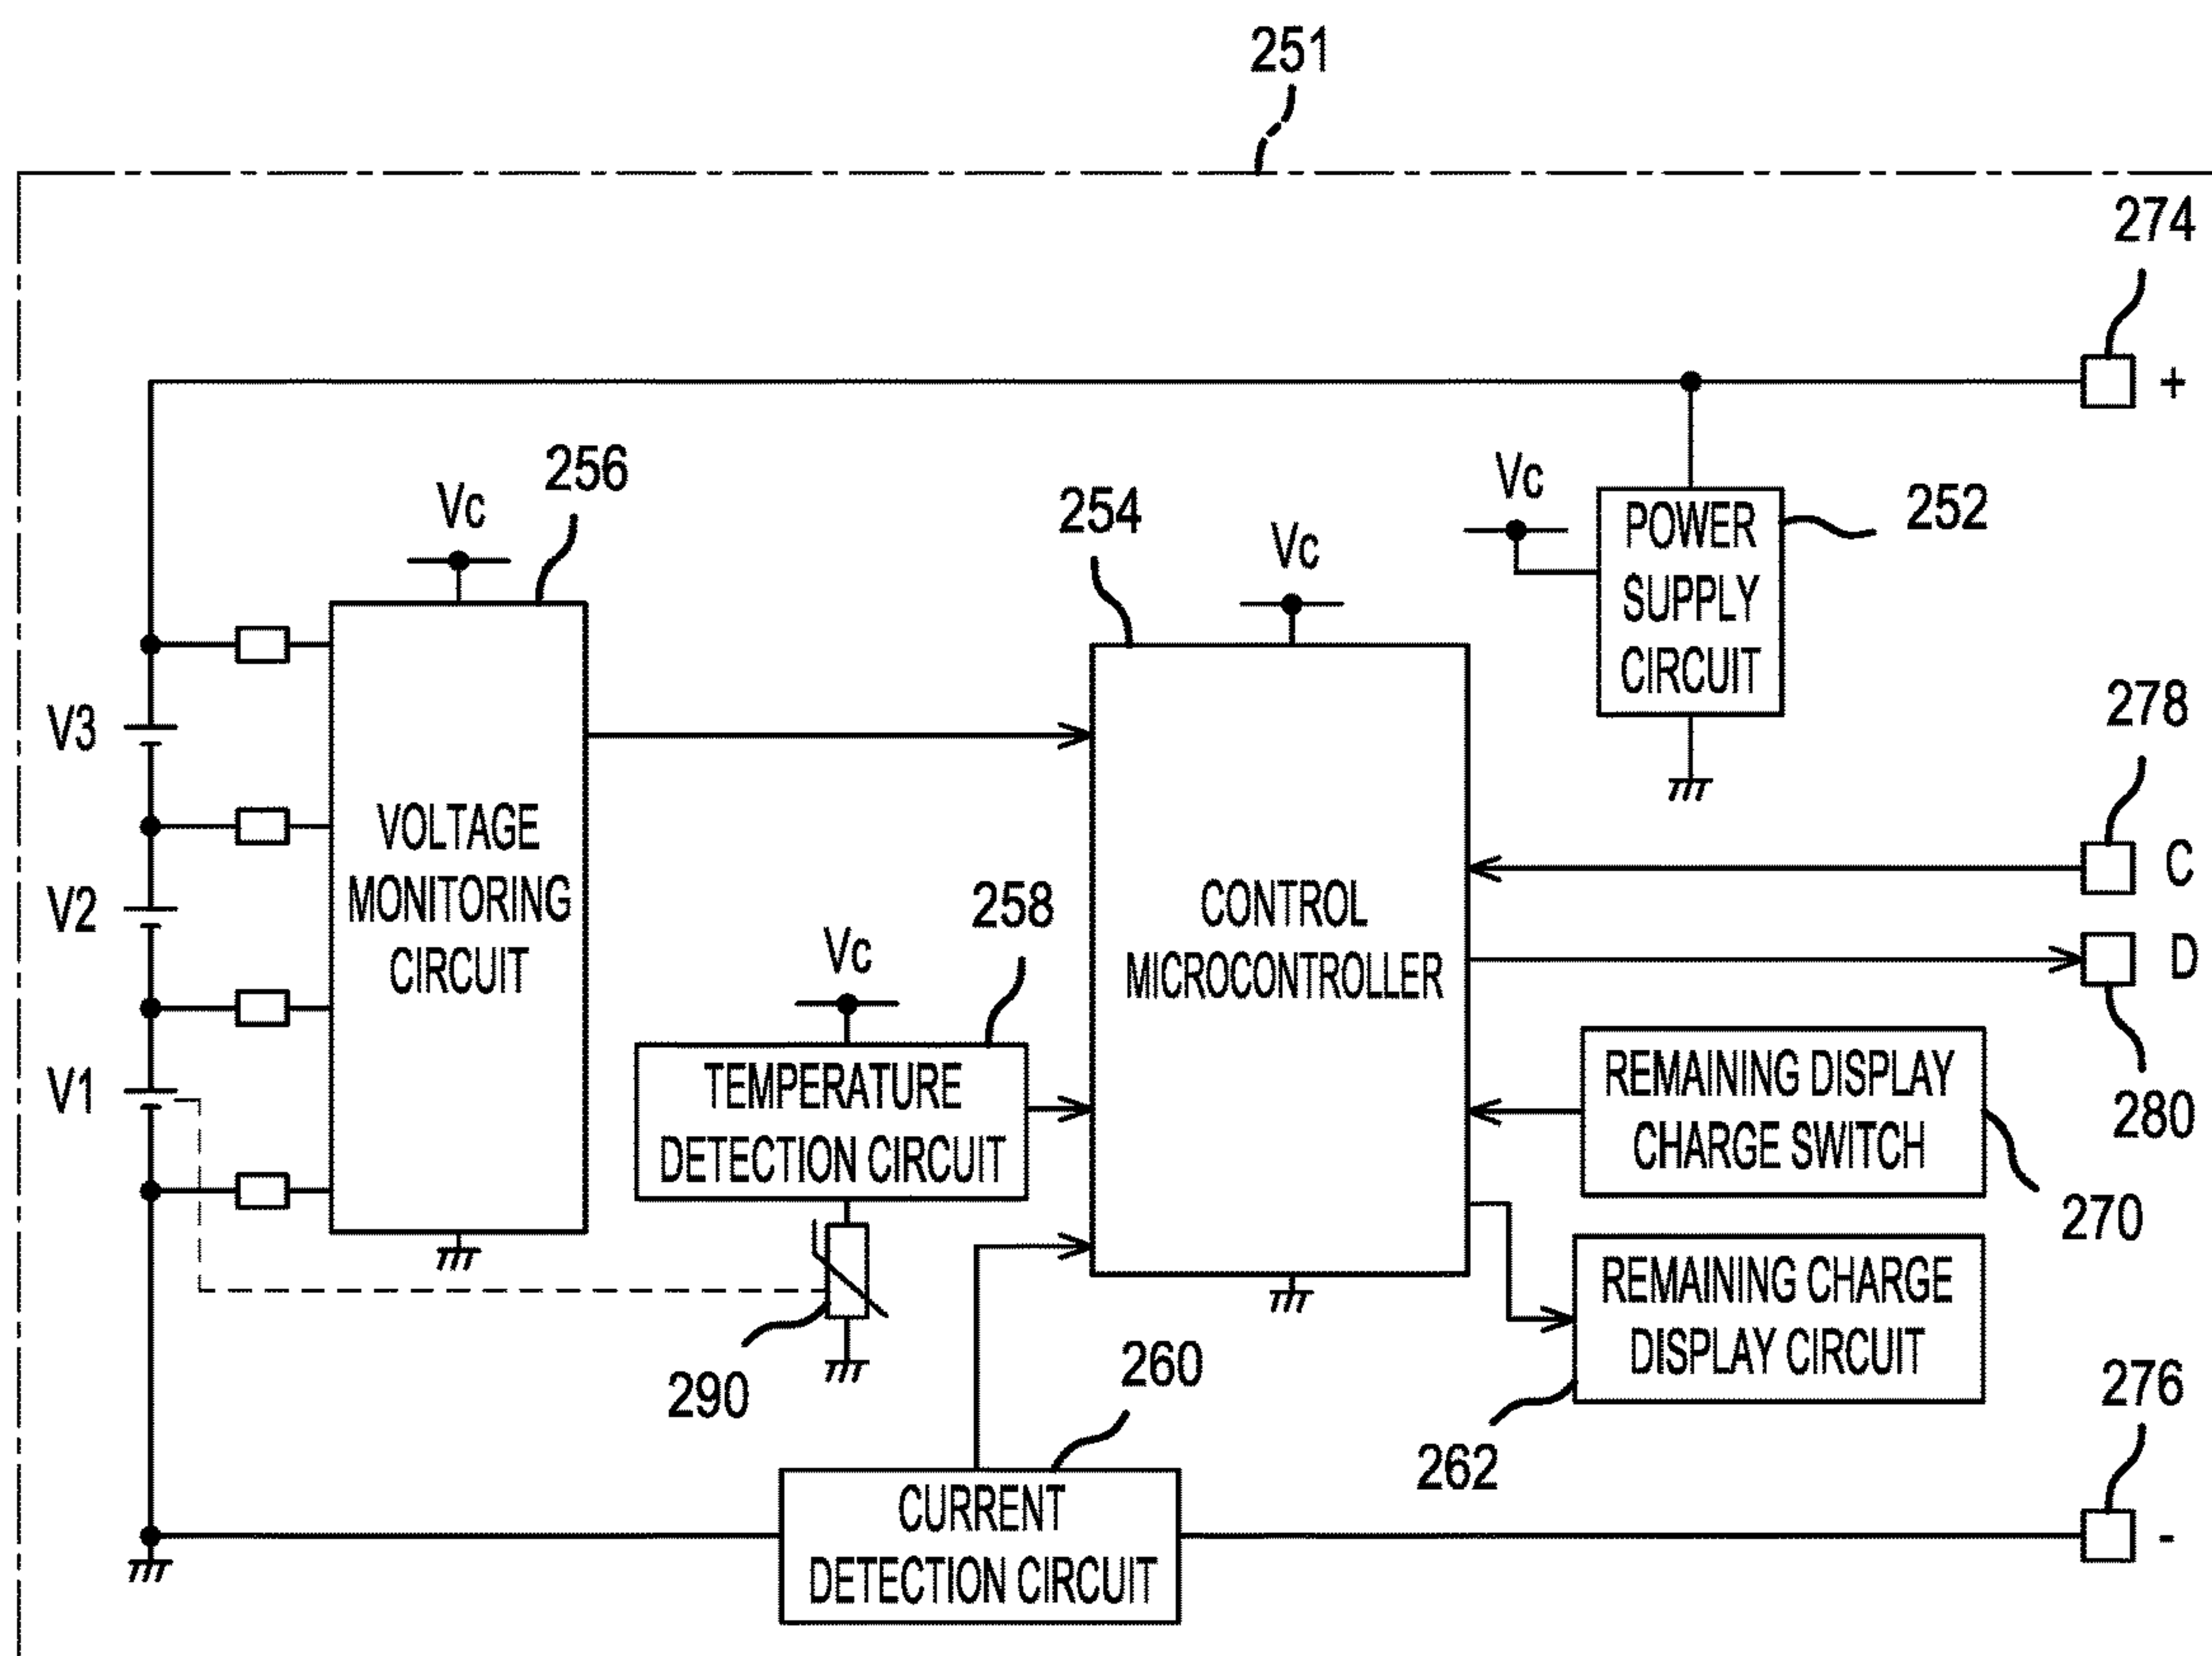 251
274
+
256
Vc
254
Vc
Vc
POWER
SUPPLY
CIRCUIT
252
278
C
V3
V2
V1
VOLTAGE
MONITORING
CIRCUIT
258
Vc
TEMPERATURE
DETECTION CIRCUIT
CONTROL
MICROCONTROLLER
D
280
REMAINING DISPLAY
CHARGE SWITCH
270
REMAINING CHARGE
DISPLAY CIRCUIT
262
290
260
CURRENT
DETECTION CIRCUIT
276
-